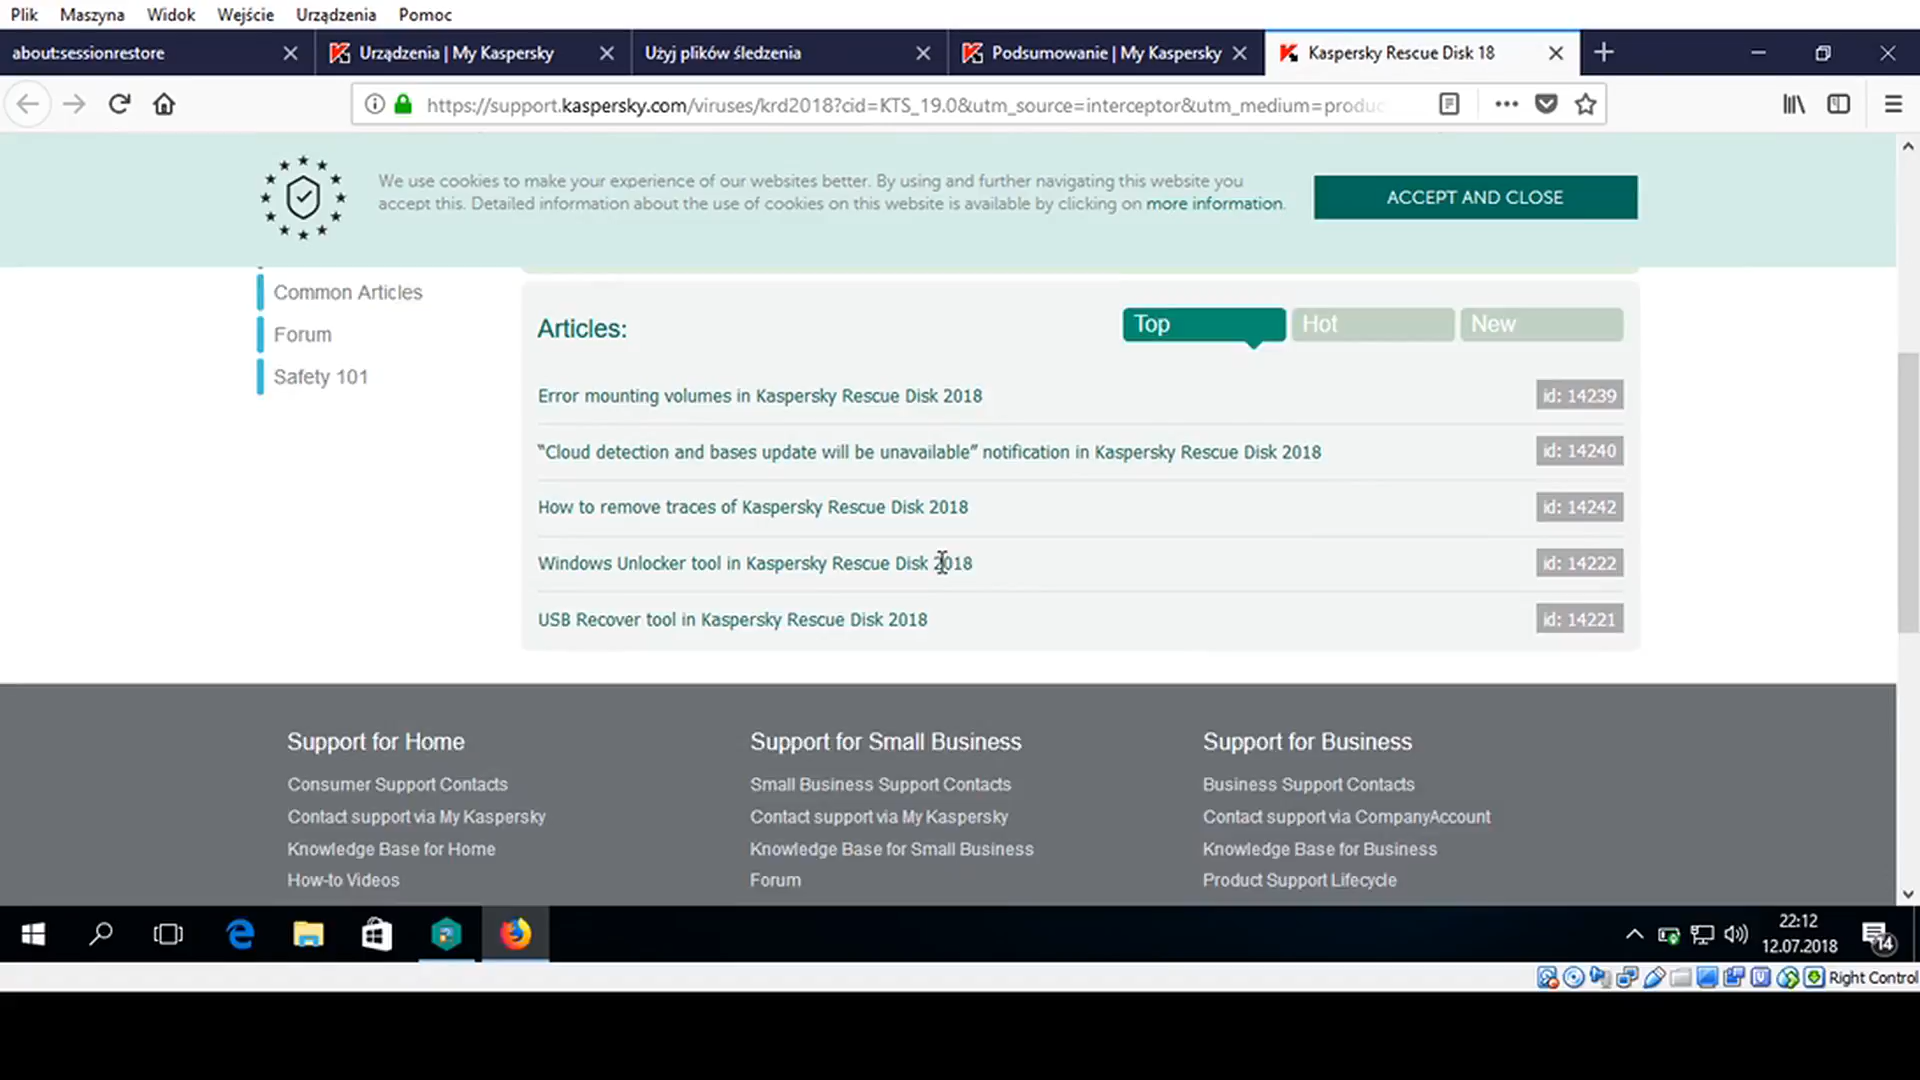 Plik Maszyna Widok Wejście Urządzenia Pomoc
about:sessionrestore Urządzenia | My Kaspersky Użyj plików śledzenia Podsumowanie | My Kaspersky Kaspersky Rescue Disk 18
https://support.kaspersky.com/viruses/krd2018?cid=KTS_19.0&utm_source=interceptor&utm_medium=produc
We use cookies to make your experience of our websites better. By using and further navigating this website you
accept this. Detailed information about the use of cookies on this website is available by clicking on more information.
ACCEPT AND CLOSE
Common Articles
Forum
Safety 101
Articles:
Top Hot New
Error mounting volumes in Kaspersky Rescue Disk 2018 id: 14239
“Cloud detection and bases update will be unavailable” notification in Kaspersky Rescue Disk 2018 id: 14240
How to remove traces of Kaspersky Rescue Disk 2018 id: 14242
Windows Unlocker tool in Kaspersky Rescue Disk 2018 id: 14222
USB Recover tool in Kaspersky Rescue Disk 2018 id: 14221
Support for Home
Consumer Support Contacts
Contact support via My Kaspersky
Knowledge Base for Home
How-to Videos
Support for Small Business
Small Business Support Contacts
Contact support via My Kaspersky
Knowledge Base for Small Business
Forum
Support for Business
Business Support Contacts
Contact support via CompanyAccount
Knowledge Base for Business
Product Support Lifecycle
22:12
12.07.2018
14
Right Control